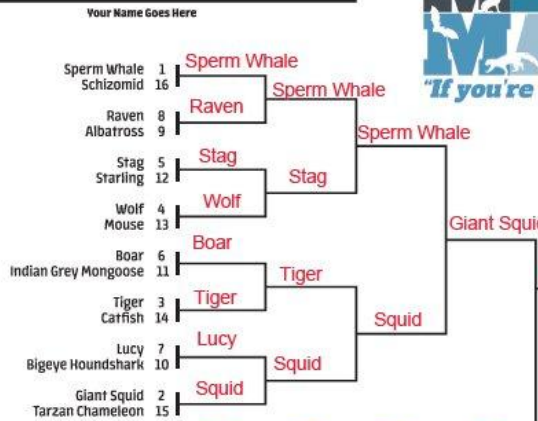 Your Name Goes Here
Sperm Whale 1
Schizomid 16
Raven 8
Albatross 9
Stag 5
Starling 12
Wolf 4
Mouse 13
Boar 6
Indian Grey Mongoose 11
Tiger 3
Catfish 14
Lucy 7
Bigeye Houndshark 10
Giant Squid 2
Tarzan Chameleon 15
Sperm Whale
Raven
Stag
Wolf
Boar
Tiger
Lucy
Squid
Sperm Whale
Stag
Tiger
Squid
Sperm Whale
Squid
Giant Squi
M
"If you're